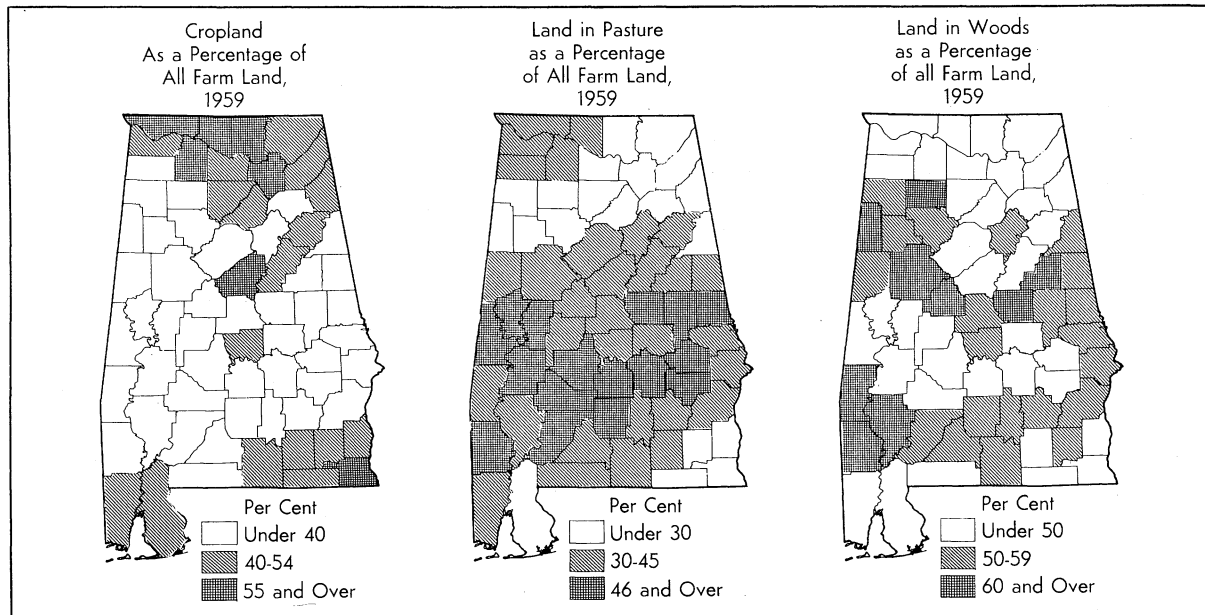 Cropland
As a Percentage of
All Farm Land,
1959
Per Cent
Under 40
40-54
55 and Over
Land in Pasture
as a Percentage
of All Farm Land,
1959
Per Cent
Under 30
30-45
46 and Over
Land in Woods
as a Percentage
of all Farm Land,
1959
Per Cent
Under 50
50-59
60 and Over